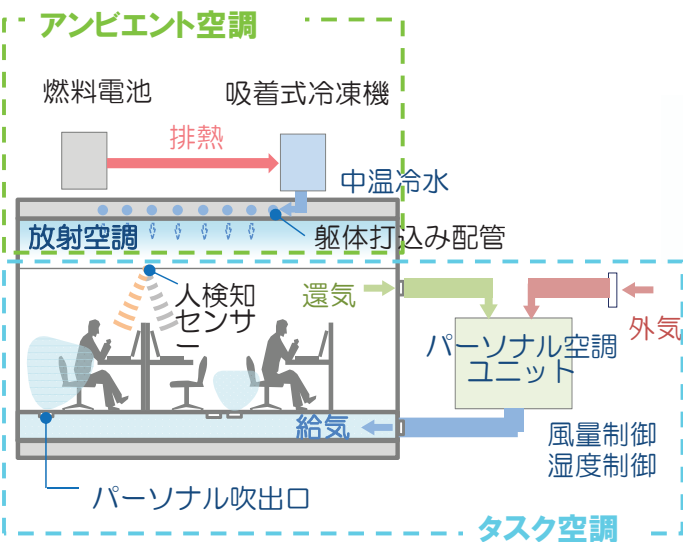 アンビエント空調
燃料電池
吸着式冷凍機
排熱
中温冷水
放射空調
躯体打込み配管
人検知
センサ
ー
還気
外気
パーソナル空調
ユニット
給気
風量制御
湿度制御
パーソナル吹出口
タスク空調